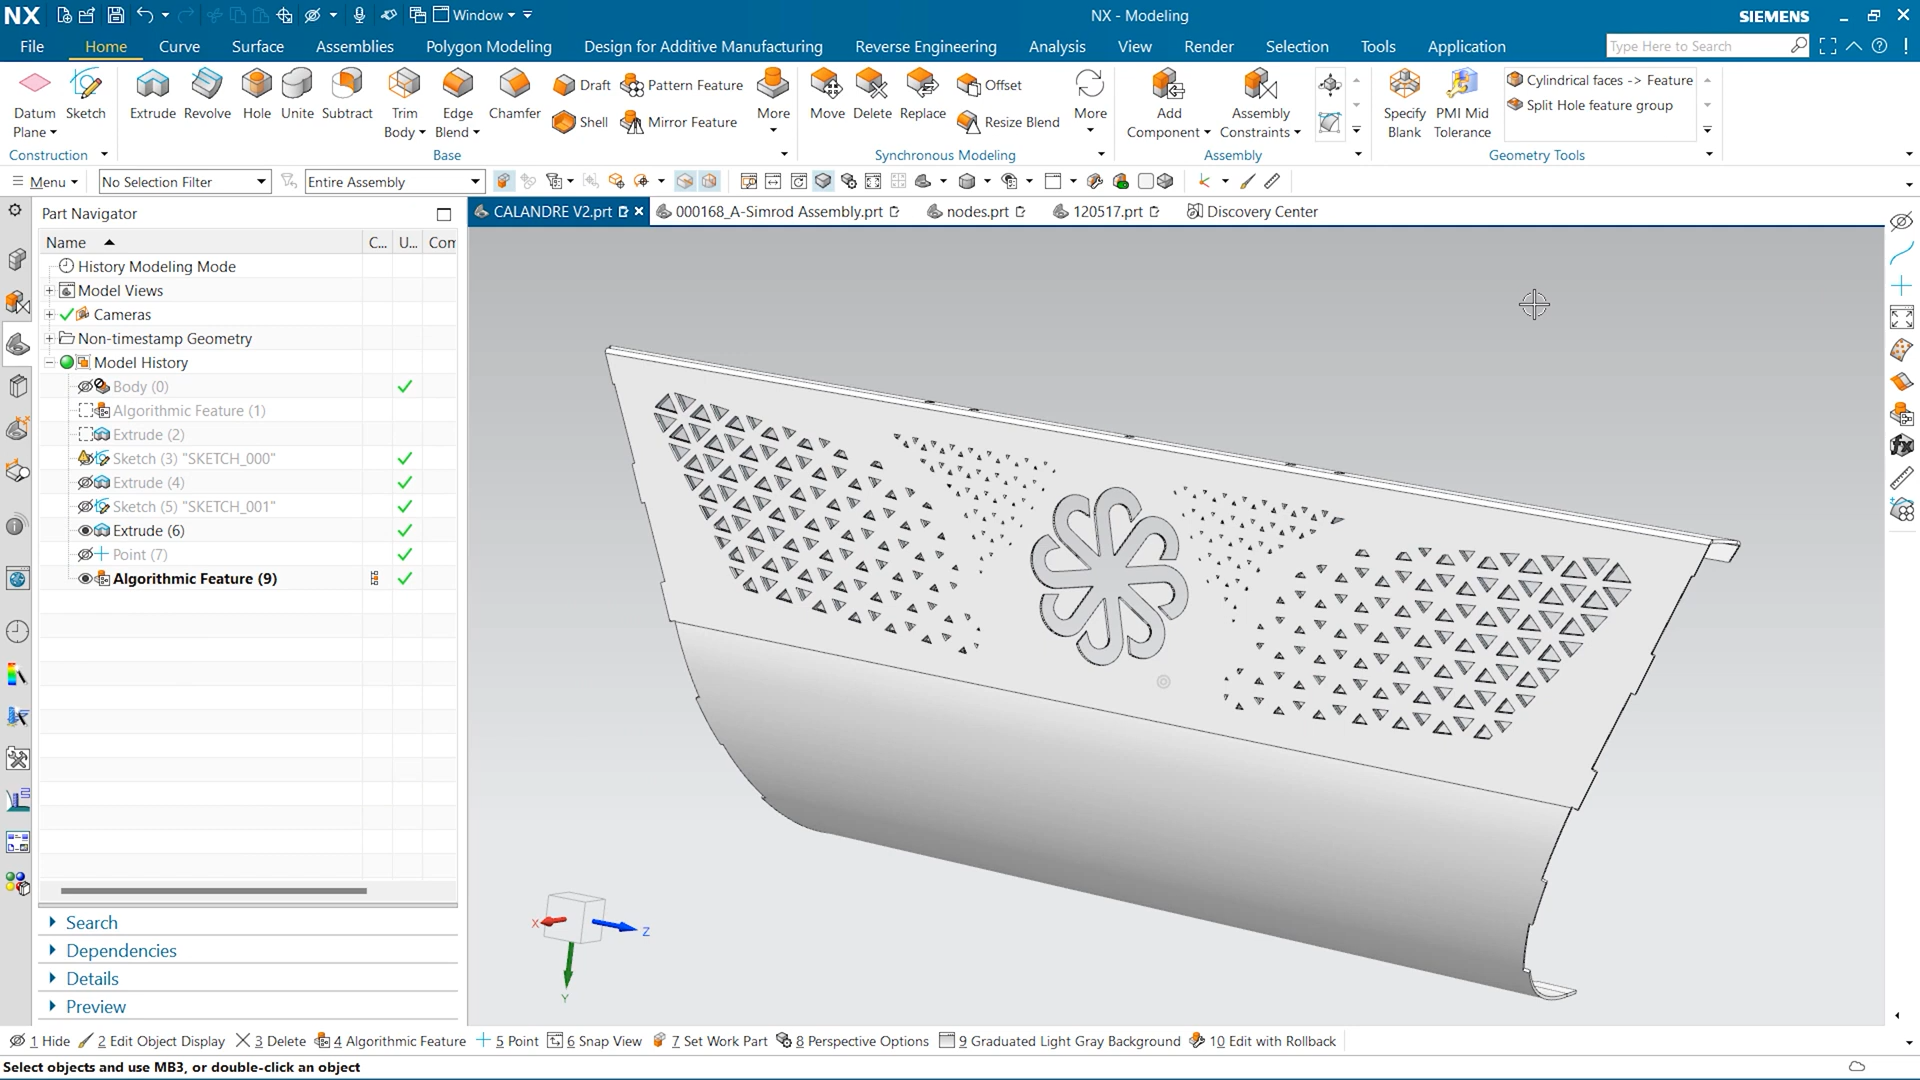 NX Window NX - Modeling SIEMENS
File Home Curve Surface Assemblies Polygon Modeling Design for Additive Manufacturing Reverse Engineering Analysis View Render Selection Tools Application Type Here to Search
Datum Plane Sketch Extrude Revolve Hole Unite Subtract Trim Body Edge Blend Chamfer Draft Shell Pattern Feature Mirror Feature More Move Delete Replace Offset Resize Blend More Add Component Assembly Constraints Specify Blank PMI Mid Tolerance Cylindrical faces -> Feature Split Hole feature group
Construction Base Synchronous Modeling Assembly Geometry Tools
Menu No Selection Filter Entire Assembly
Part Navigator CALANDRE V2.prt 000168_A-Simrod Assembly.prt nodes.prt 120517.prt Discovery Center
Name C... U... Com
History Modeling Mode
Model Views
Cameras
Non-timestamp Geometry
Model History
Body (0)
Algorithmic Feature (1)
Extrude (2)
Sketch (3) "SKETCH_000"
Extrude (4)
Sketch (5) "SKETCH_001"
Extrude (6)
Point (7)
Algorithmic Feature (9)
X Z
Y
Search
Dependencies
Details
Preview
1 Hide 2 Edit Object Display 3 Delete 4 Algorithmic Feature 5 Point 6 Snap View 7 Set Work Part 8 Perspective Options 9 Graduated Light Gray Background 10 Edit with Rollback
Select objects and use MB3, or double-click an object